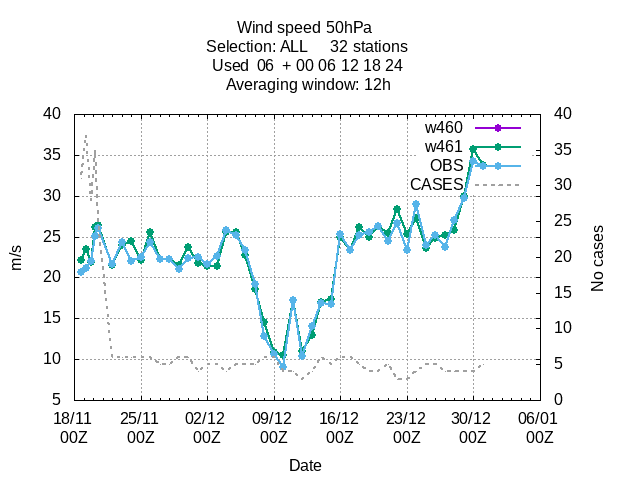 Wind speed 50hPa
Selection: ALL     32 stations
Used  06  + 00 06 12 18 24
Averaging window: 12h
w460
w461
OBS
CASES
40
35
30
25
20
15
10
5
m/s
40
35
30
25
20
15
10
5
0
No cases
18/11 25/11 02/12 09/12 16/12 23/12 30/12 06/01
00Z 00Z 00Z 00Z 00Z 00Z 00Z 00Z
Date